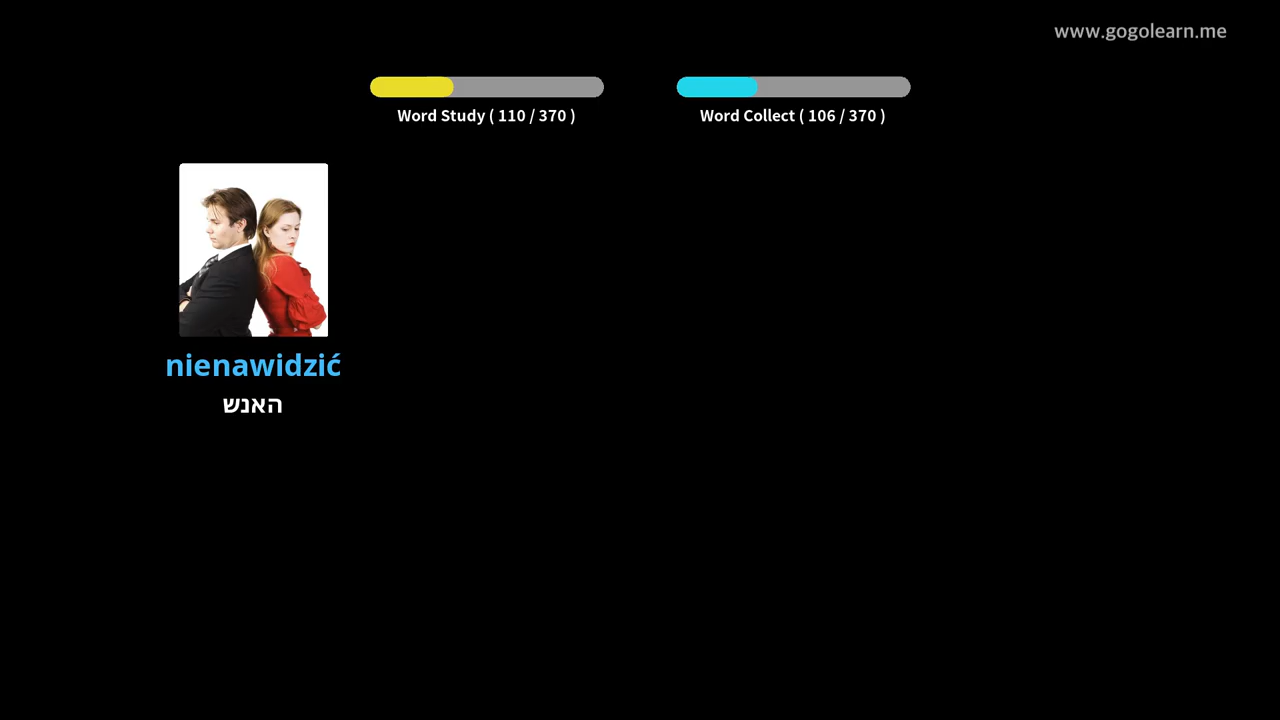 www.gogolearn.me
Word Study ( 110 / 370 )
Word Collect ( 106 / 370 )
nienawidzić
האנש